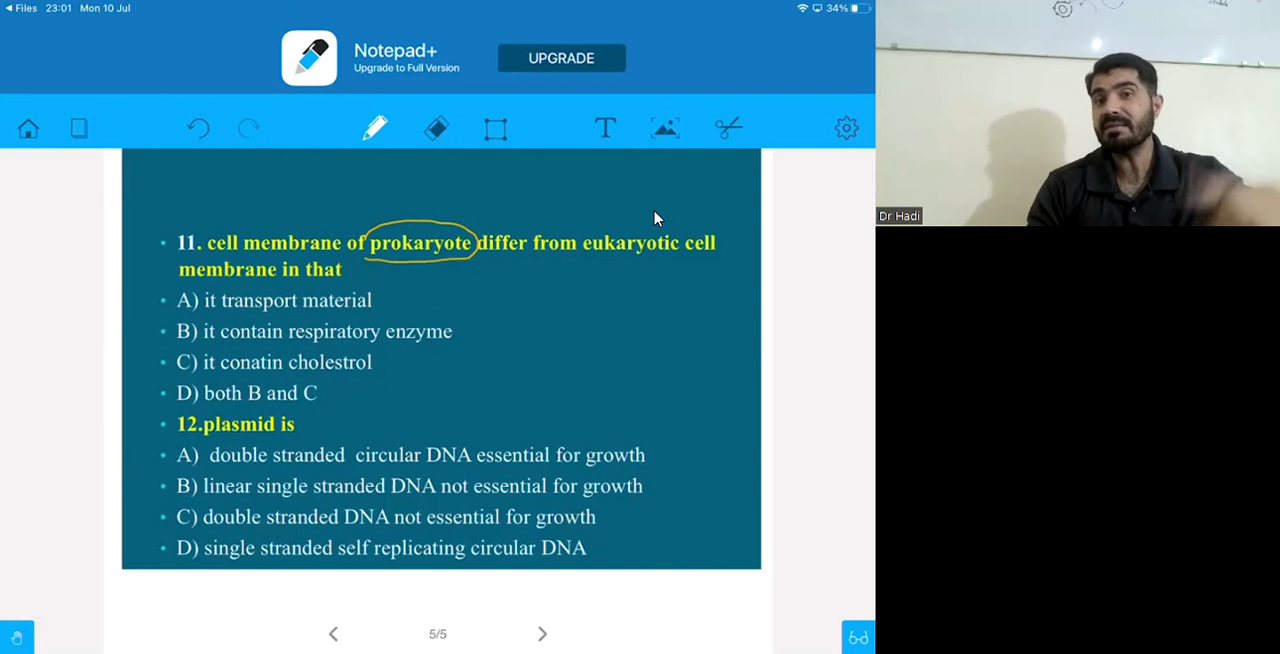 Files 23:01 Mon 10 Jul 34%
Notepad+
Upgrade to Full Version
UPGRADE
T
Dr Hadi
11. cell membrane of prokaryote differ from eukaryotic cell
membrane in that
A) it transport material
B) it contain respiratory enzyme
C) it conatin cholestrol
D) both B and C
12.plasmid is
A) double stranded circular DNA essential for growth
B) linear single stranded DNA not essential for growth
C) double stranded DNA not essential for growth
D) single stranded self replicating circular DNA
5/5